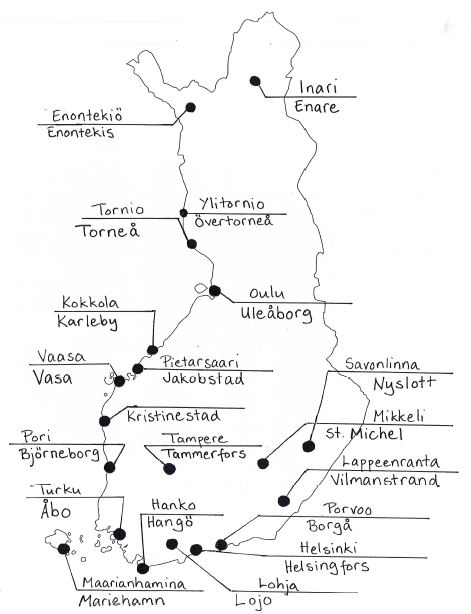 Inari
Enare
Enontekiö
Enontekis
Ylitornio
Övertorneå
Tornio
Torneå
Oulu
Uleåborg
Kokkola
Karleby
Vaasa
Vasa
Pietarsaari
Jakobstad
Savonlinna
Nyslott
Kristinestad
Mikkeli
St. Michel
Pori
Björneborg
Tampere
Tammerfors
Lappeenranta
Vilmanstrand
Turku
Åbo
Hanko
Hangö
Porvoo
Borgå
Helsinki
Helsingfors
Maarianhamina
Mariehamn
Lohja
Lojo